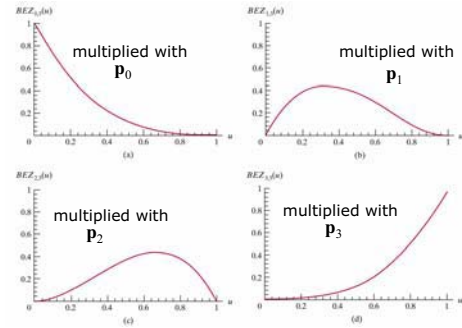 BEZ0,3(u)
1
0.8
0.6
0.4
0.2
0 0.2 0.4 0.6 0.8 1 u
multiplied with
p0
(a)
BEZ1,3(u)
1
0.8
0.6
0.4
0.2
0 0.2 0.4 0.6 0.8 1 u
multiplied with
p1
(b)
BEZ2,3(u)
1
0.8
0.6
0.4
0.2
0 0.2 0.4 0.6 0.8 1 u
multiplied with
p2
(c)
BEZ3,3(u)
1
0.8
0.6
0.4
0.2
0 0.2 0.4 0.6 0.8 1 u
multiplied with
p3
(d)